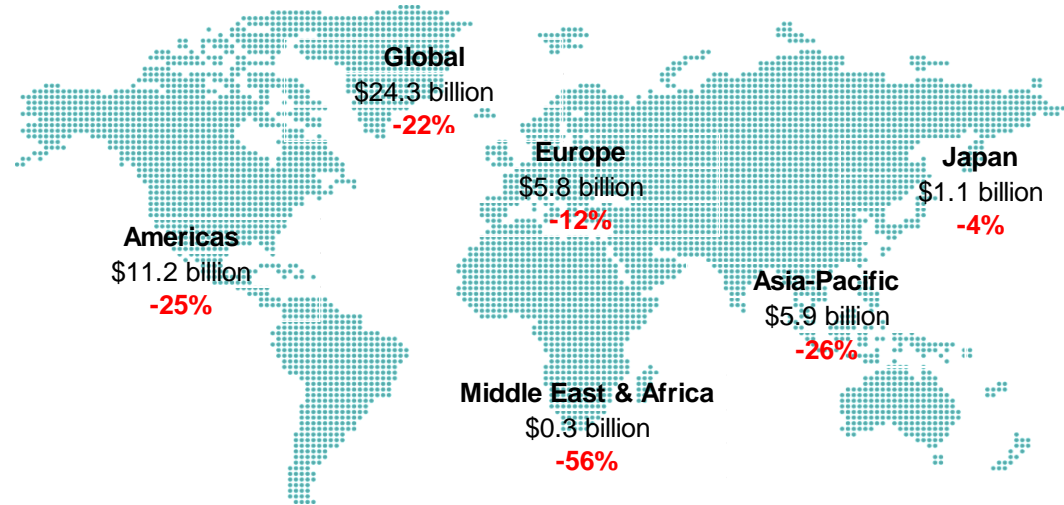 Global
$24.3 billion
-22%
Europe
$5.8 billion
-12%
Japan
$1.1 billion
-4%
Americas
$11.2 billion
-25%
Asia-Pacific
$5.9 billion
-26%
Middle East & Africa
$0.3 billion
-56%